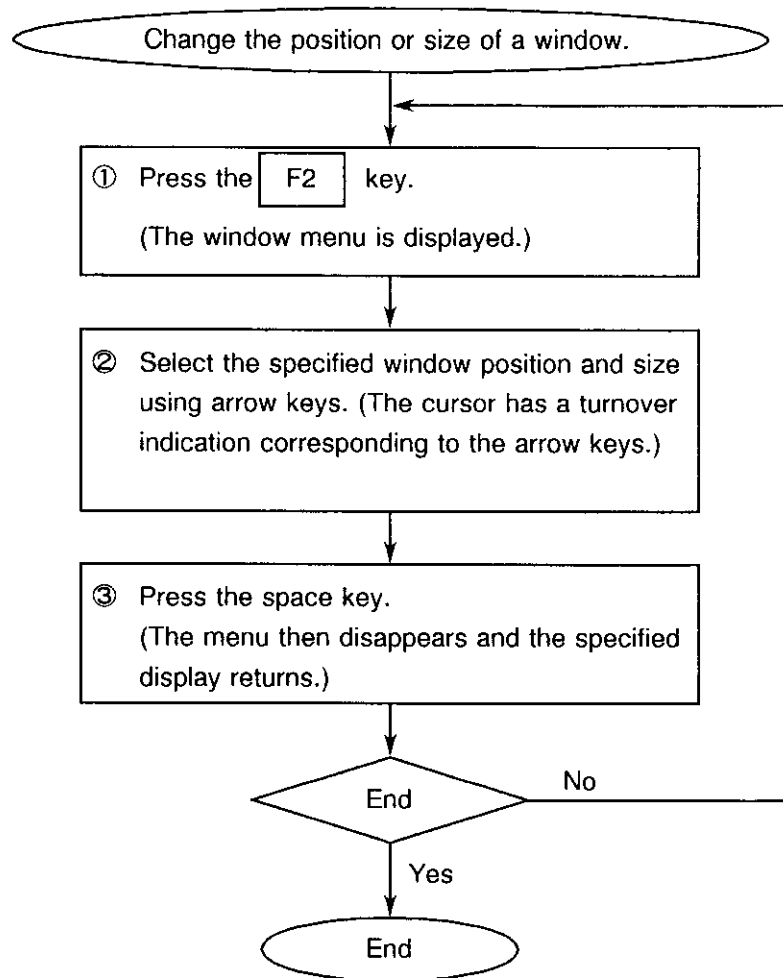 Change the position or size of a window.
① Press the F2 key.
(The window menu is displayed.)
② Select the specified window position and size
using arrow keys. (The cursor has a turnover
indication corresponding to the arrow keys.)
③ Press the space key.
(The menu then disappears and the specified
display returns.)
End
No
Yes
End